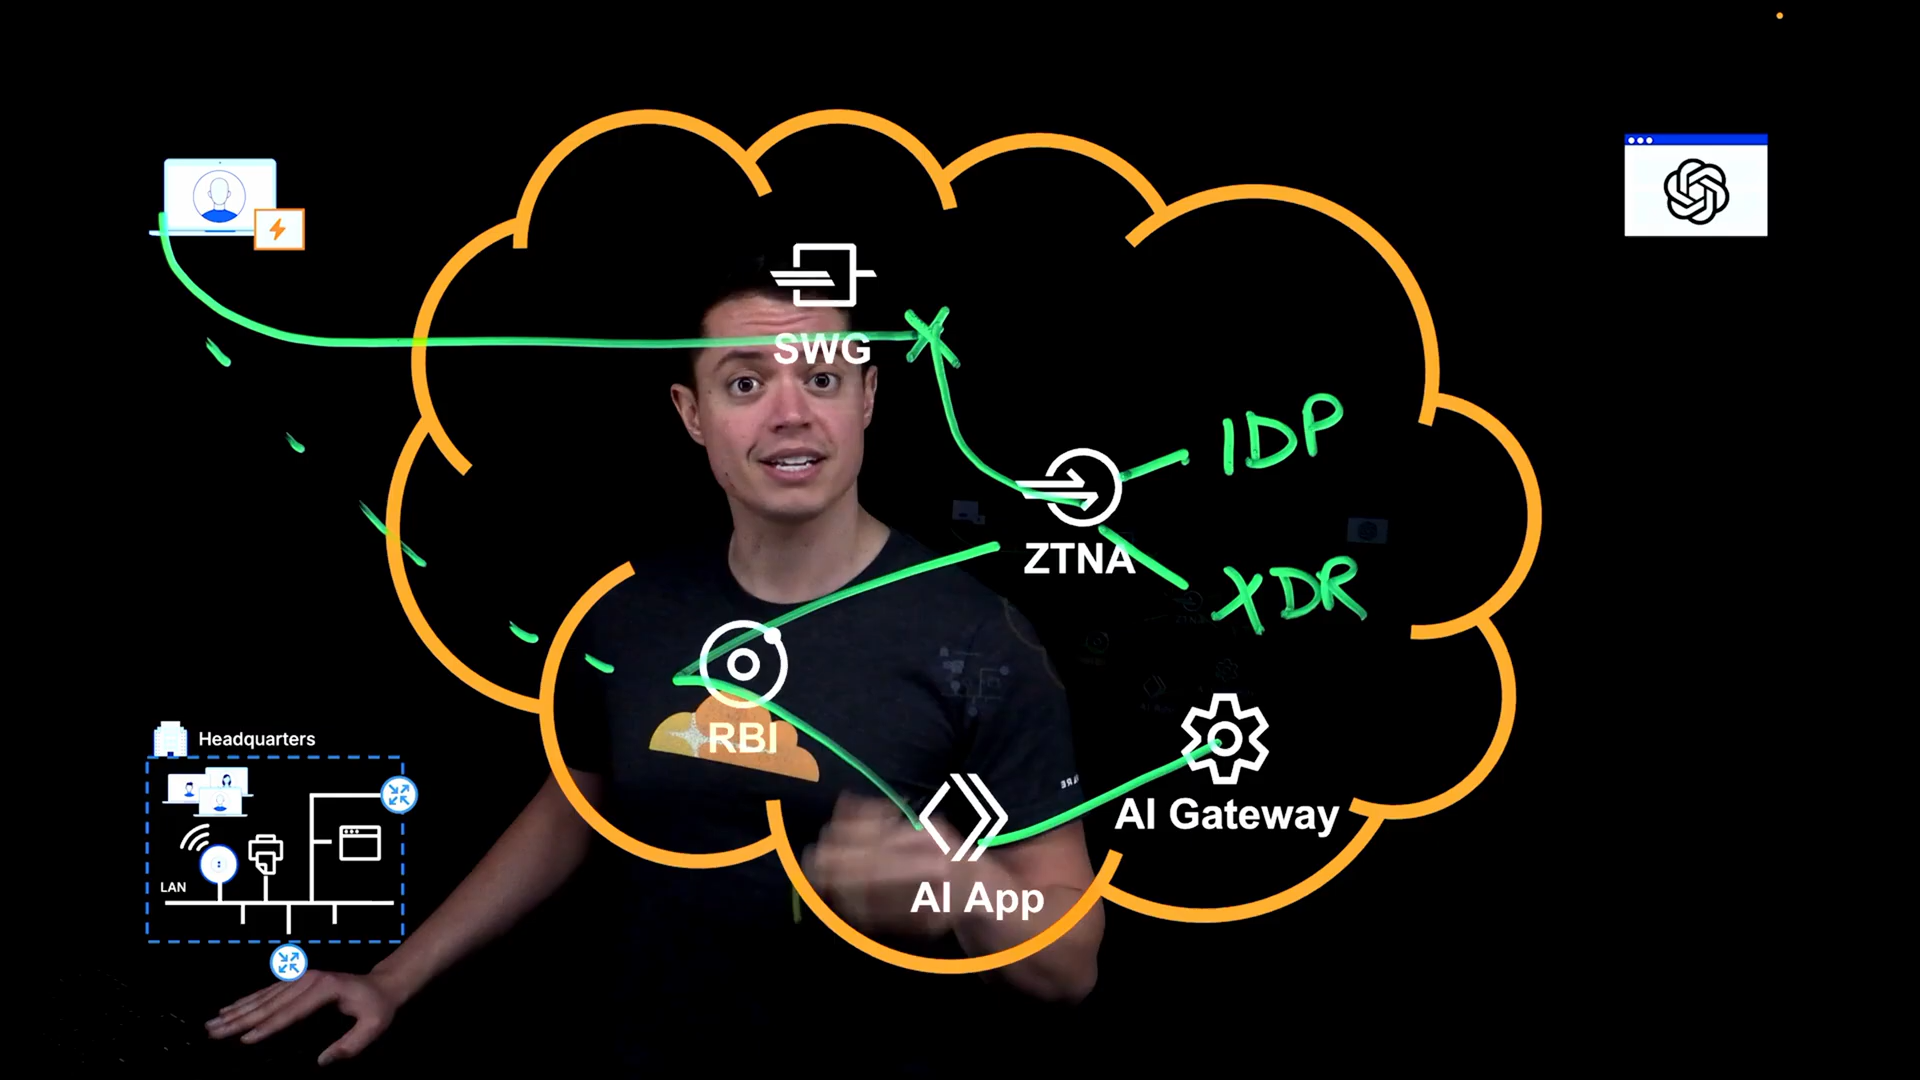 SWG
IDP
ZTNA
XDR
RBI
Headquarters
LAN
AI Gateway
AI App